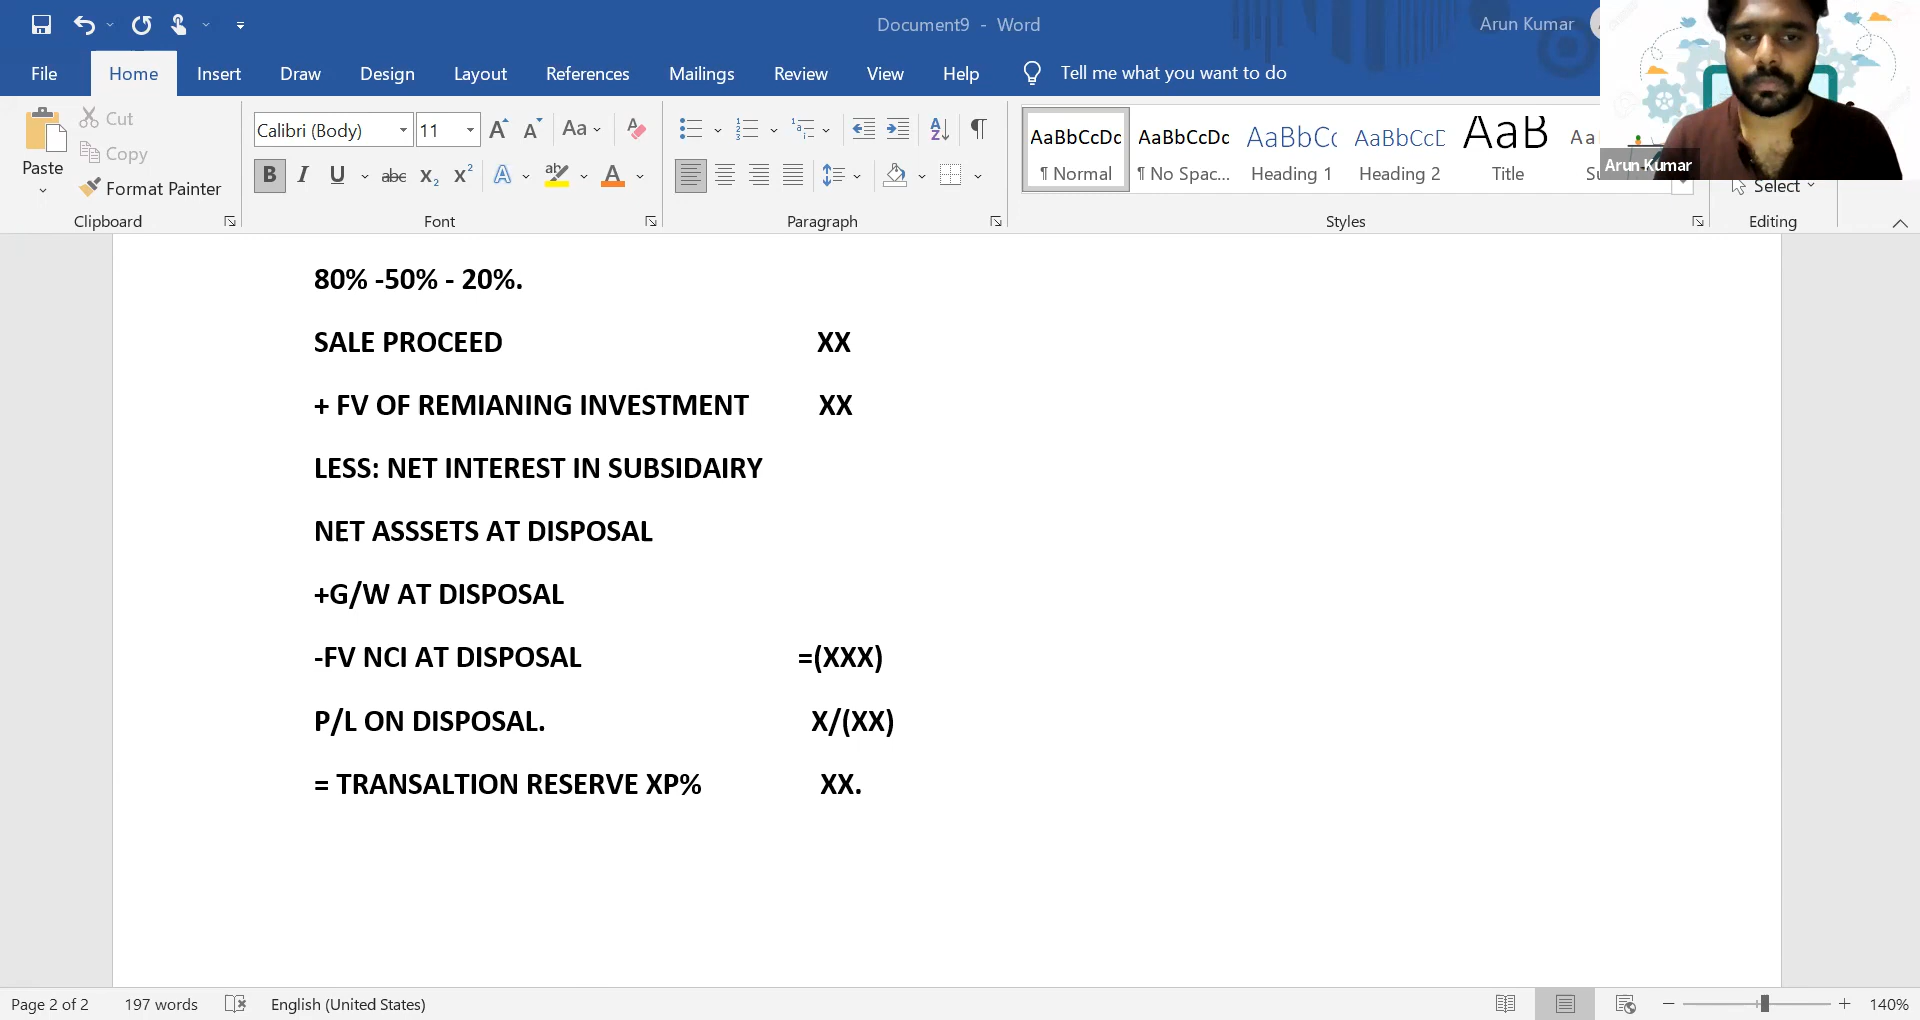 Document9 - Word
Arun Kumar
File Home Insert Draw Design Layout References Mailings Review View Help Tell me what you want to do
Paste
Cut
Copy
Format Painter
Clipboard
Calibri (Body) 11
Font
Paragraph
AaBbCcDc AaBbCcDc AaBbCc AaBbCcD AaB Aa
¶ Normal ¶ No Spac... Heading 1 Heading 2 Title
Styles
Arun Kumar
Select
Editing
80% -50% - 20%.
SALE PROCEED XX
+ FV OF REMIANING INVESTMENT XX
LESS: NET INTEREST IN SUBSIDAIRY
NET ASSSETS AT DISPOSAL
+G/W AT DISPOSAL
-FV NCI AT DISPOSAL =(XXX)
P/L ON DISPOSAL. X/(XX)
= TRANSALTION RESERVE XP% XX.
Page 2 of 2 197 words English (United States) 140%